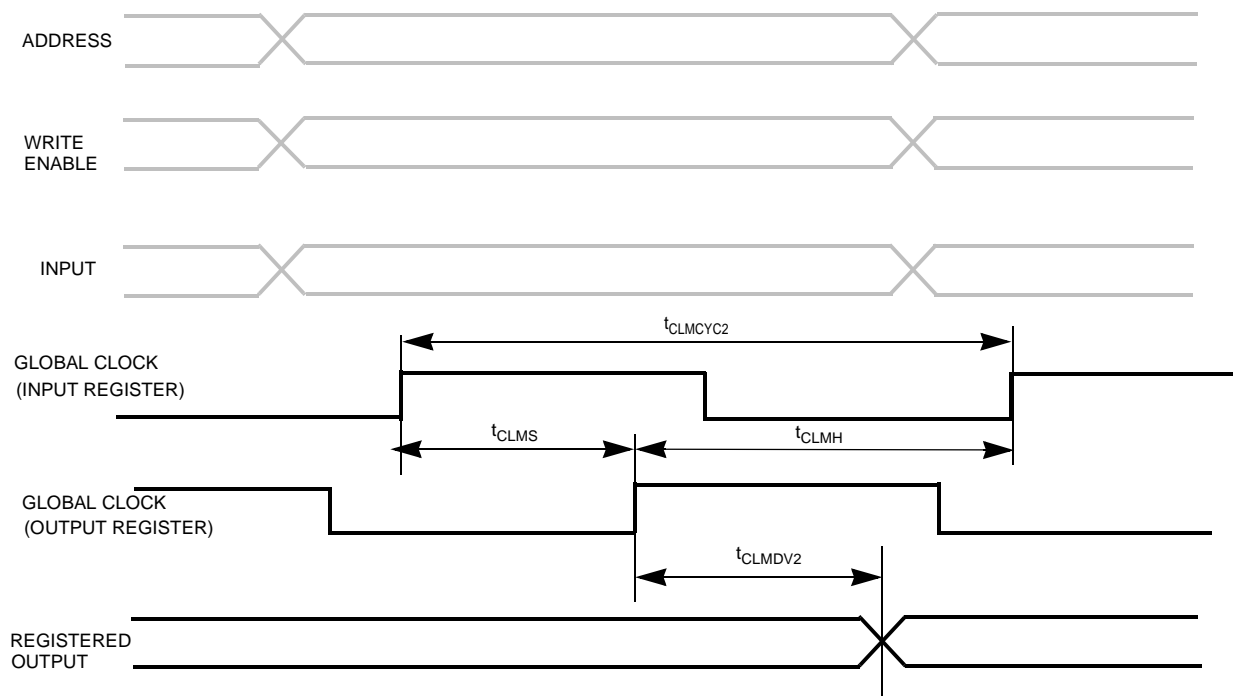 ADDRESS
WRITE
ENABLE
INPUT
tCLMCYC2
GLOBAL CLOCK
(INPUT REGISTER)
tCLMS
tCLMH
GLOBAL CLOCK
(OUTPUT REGISTER)
tCLMDV2
REGISTERED
OUTPUT